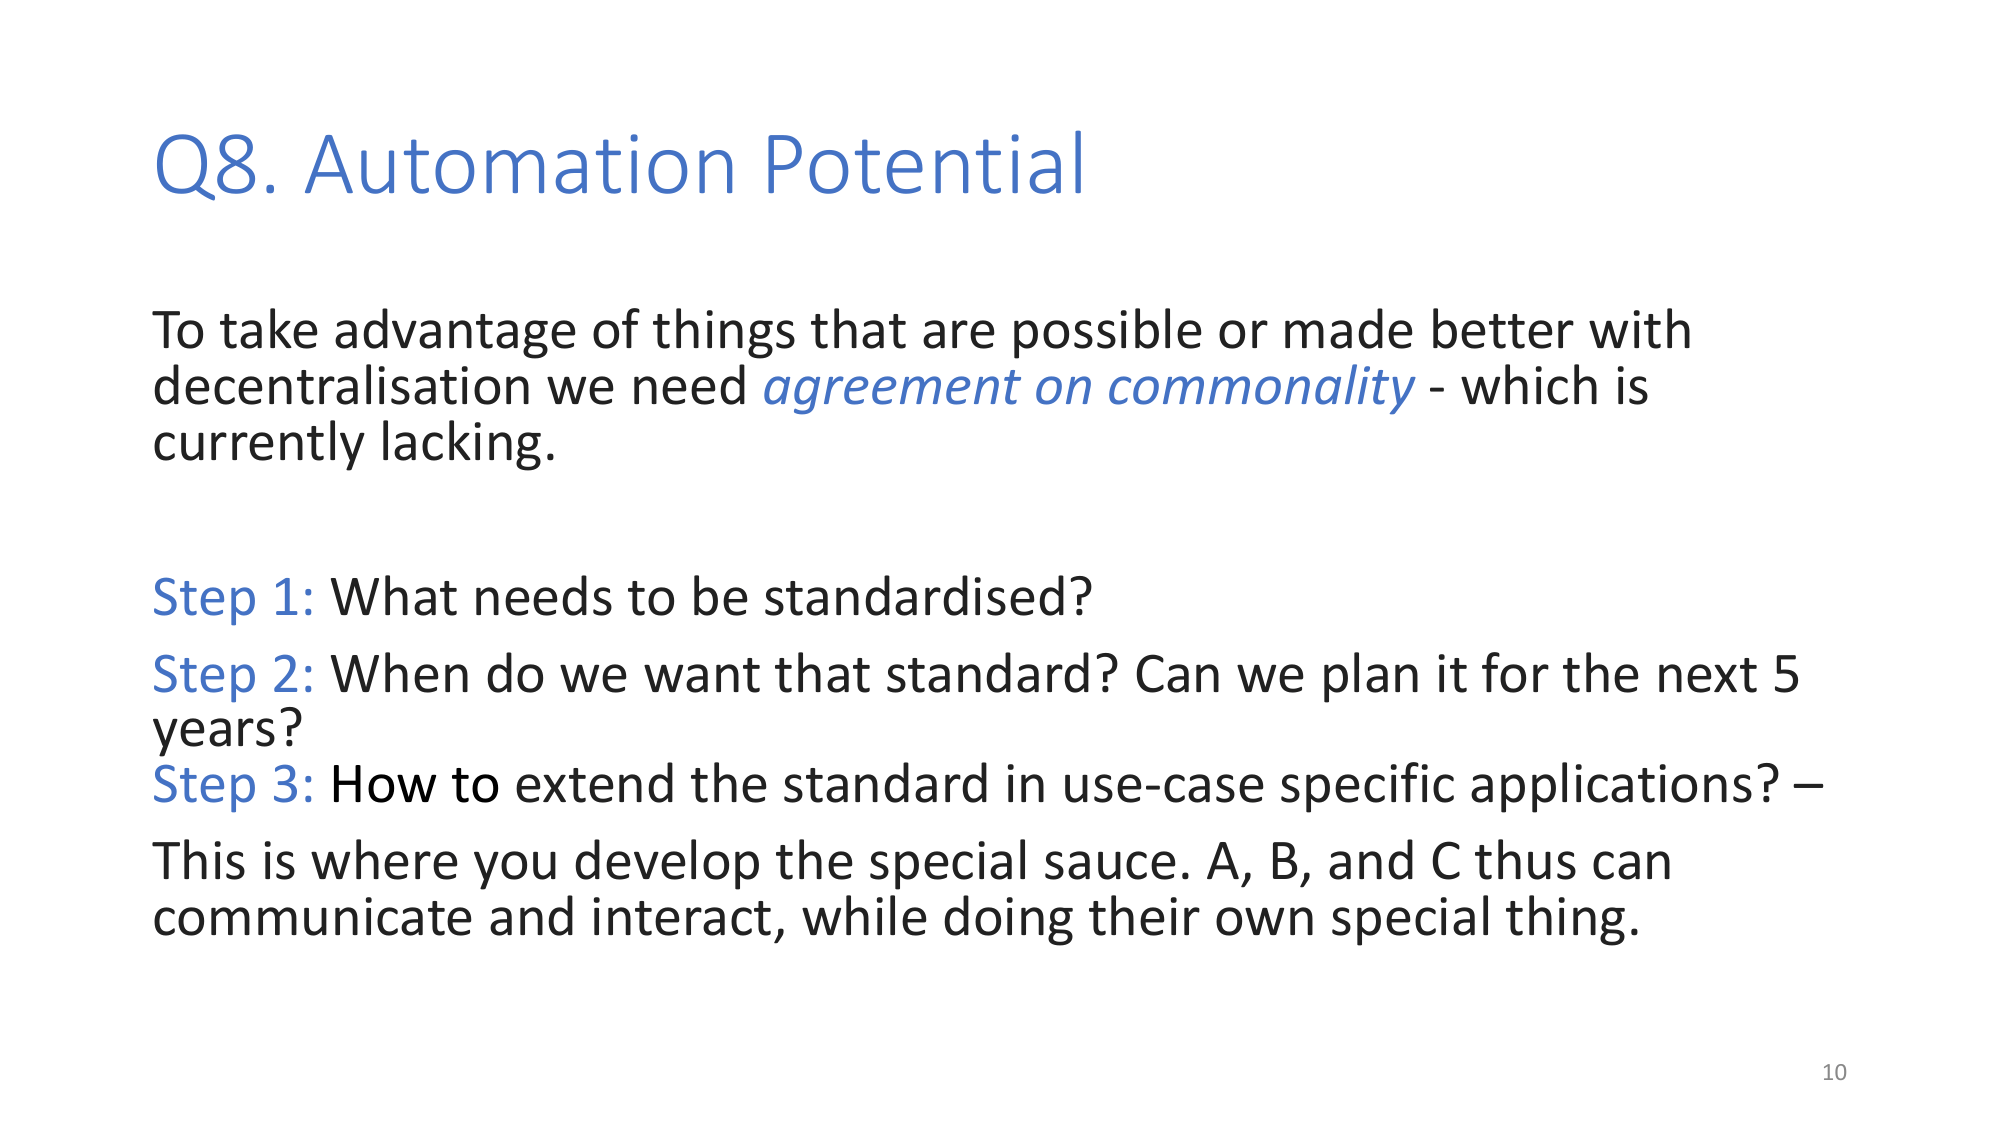 Q8. Automation Potential
To take advantage of things that are possible or made better with
decentralisation we need agreement on commonality - which is
currently lacking.
Step 1: What needs to be standardised?
Step 2: When do we want that standard? Can we plan it for the next 5
years?
Step 3: How to extend the standard in use-case specific applications? –
This is where you develop the special sauce. A, B, and C thus can
communicate and interact, while doing their own special thing.
10